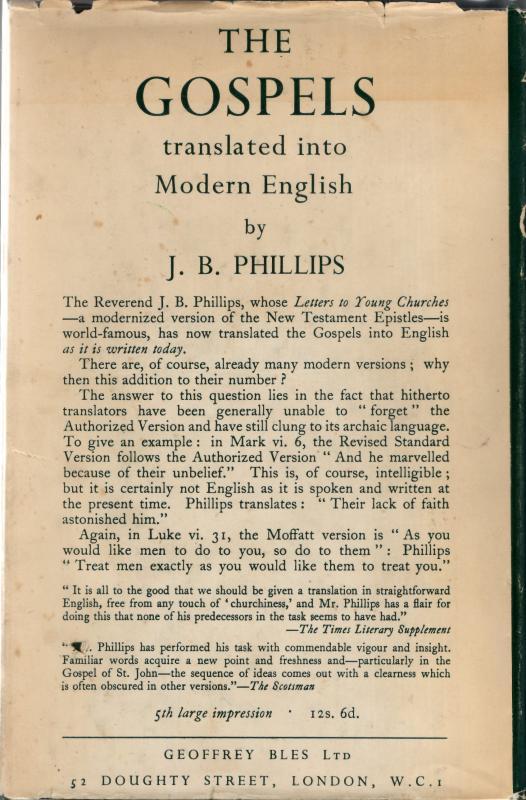 THE
GOSPELS
translated into
Modern English
by
J. B. PHILLIPS
The Reverend J. B. Phillips, whose Letters to Young Churches
—a modernized version of the New Testament Epistles—is
world-famous, has now translated the Gospels into English
as it is written today.
There are, of course, already many modern versions ; why
then this addition to their number ?
The answer to this question lies in the fact that hitherto
translators have been generally unable to “ forget ” the
Authorized Version and have still clung to its archaic language.
To give an example : in Mark vi. 6, the Revised Standard
Version follows the Authorized Version “ And he marvelled
because of their unbelief.” This is, of course, intelligible ;
but it is certainly not English as it is spoken and written at
the present time. Phillips translates : “ Their lack of faith
astonished him.”
Again, in Luke vi. 31, the Moffatt version is “ As you
would like men to do to you, so do to them ” : Phillips
“ Treat men exactly as you would like them to treat you.”
“ It is all to the good that we should be given a translation in straightforward
English, free from any touch of ‘ churchiness,’ and Mr. Phillips has a flair for
doing this that none of his predecessors in the task seems to have had.”
—The Times Literary Supplement
“ . Phillips has performed his task with commendable vigour and insight.
Familiar words acquire a new point and freshness and—particularly in the
Gospel of St. John—the sequence of ideas comes out with a clearness which
is often obscured in other versions.”—The Scotsman
5th large impression · 12s. 6d.
GEOFFREY BLES LTD
52 DOUGHTY STREET, LONDON, W.C.1